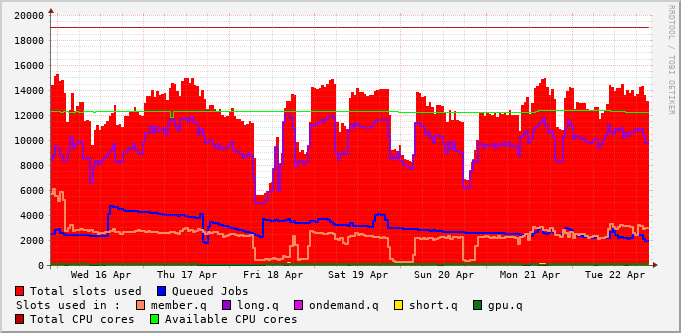 20000
18000
16000
14000
12000
10000
8000
6000
4000
2000
0
Wed 16 Apr Thu 17 Apr Fri 18 Apr Sat 19 Apr Sun 20 Apr Mon 21 Apr Tue 22 Apr
Total slots used Queued Jobs
Slots used in : member.q long.q ondemand.q short.q gpu.q
Total CPU cores Available CPU cores
RRDTOOL / TOBI OETIKER